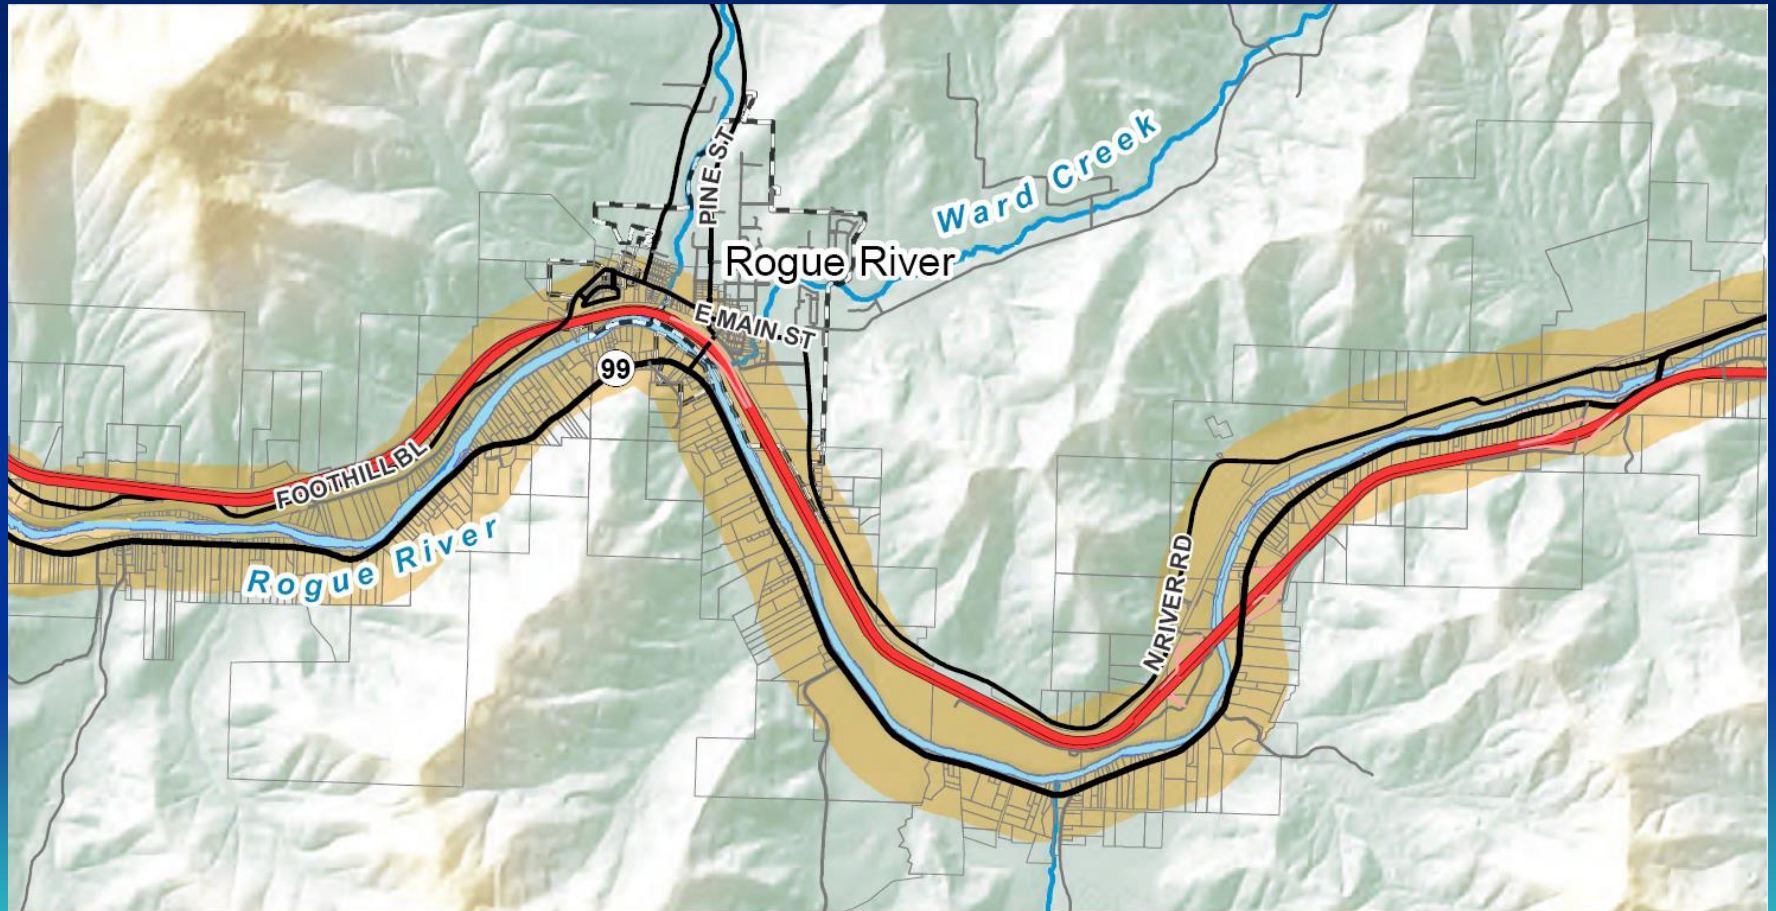 Ward Creek
PINE ST
Rogue River
E MAIN ST
99
FOOTHILL BL
Rogue River
N RIVER RD